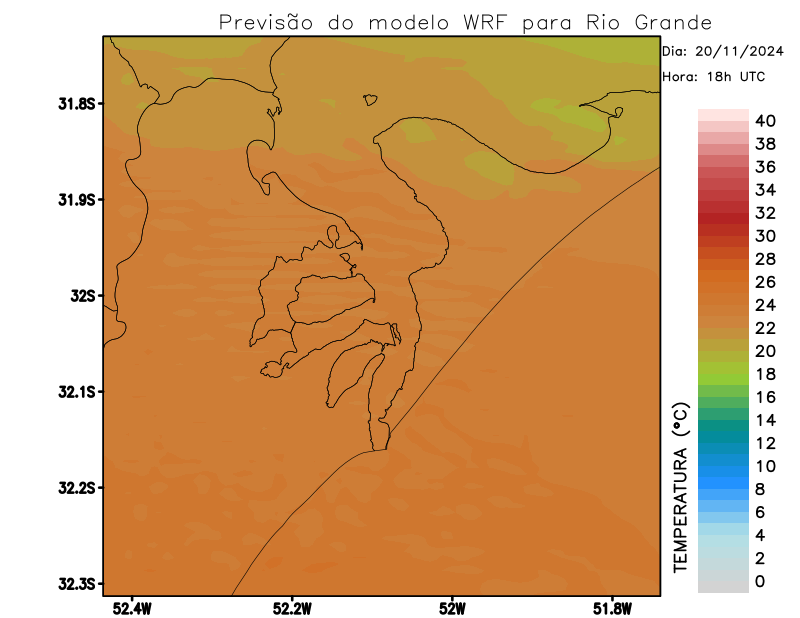 Previsão do modelo WRF para Rio Grande
Dia: 20/11/2024
Hora: 18h UTC
31.8S
31.9S
32S
32.1S
32.2S
32.3S
52.4W
52.2W
52W
51.8W
TEMPERATURA (ºC)
40
38
36
34
32
30
28
26
24
22
20
18
16
14
12
10
8
6
4
2
0